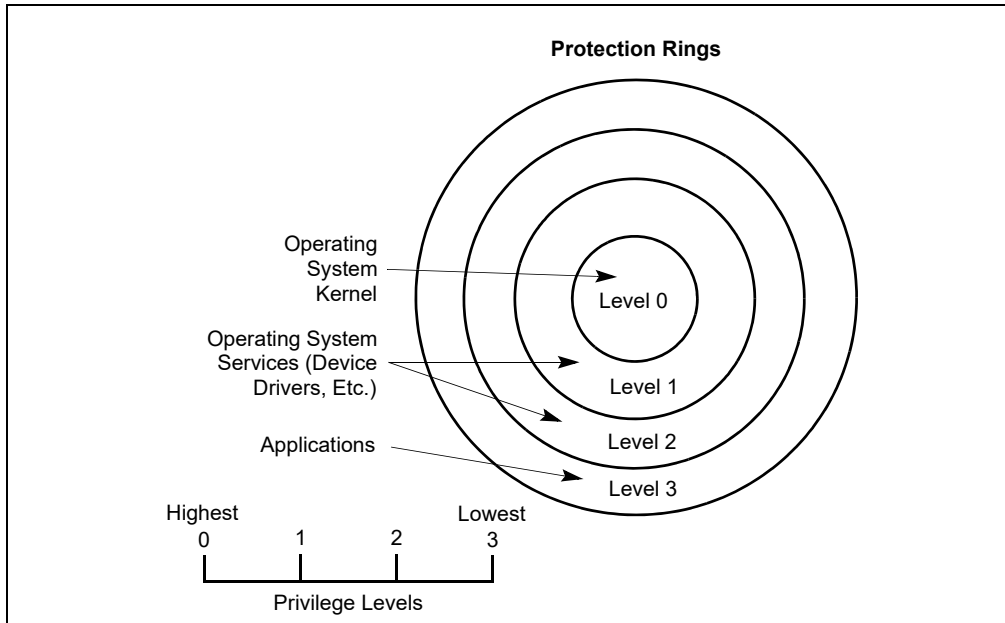 Protection Rings
Operating
System
Kernel
Level 0
Operating System
Services (Device
Drivers, Etc.)
Level 1
Level 2
Applications
Level 3
Highest
Lowest
0
1
2
3
Privilege Levels